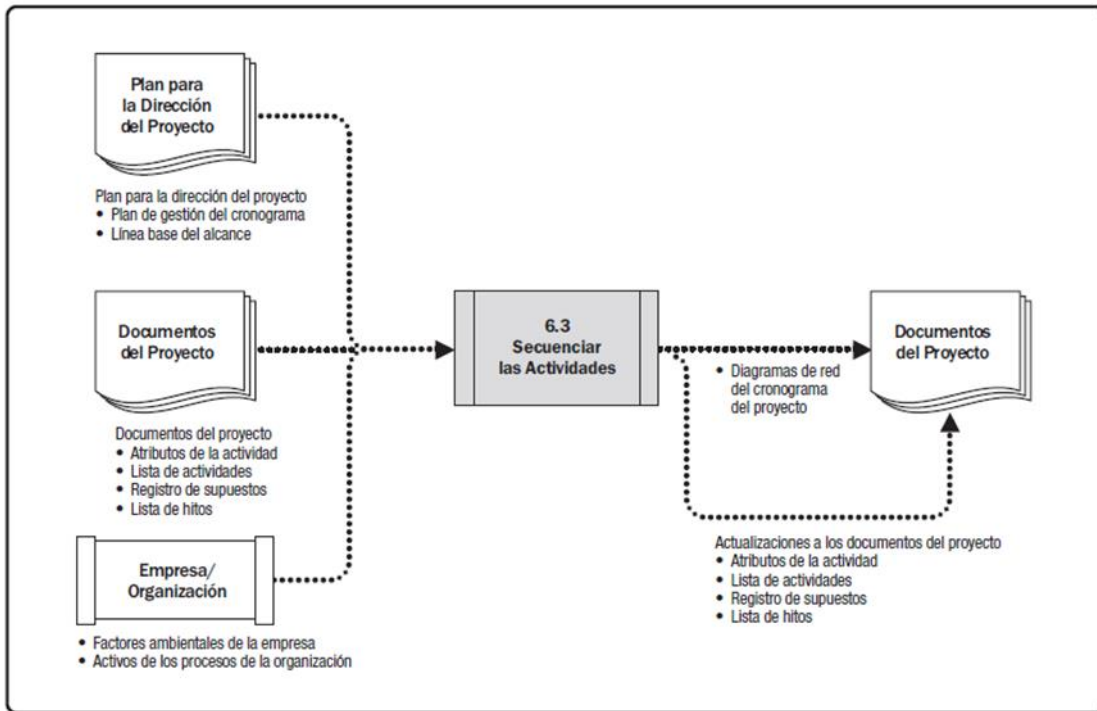 Plan para
la Dirección
del Proyecto
Plan para la dirección del proyecto
• Plan de gestión del cronograma
• Línea base del alcance
Documentos
del Proyecto
Documentos del proyecto
• Atributos de la actividad
• Lista de actividades
• Registro de supuestos
• Lista de hitos
Empresa/
Organización
• Factores ambientales de la empresa
• Activos de los procesos de la organización
6.3
Secuenciar
las Actividades
• Diagramas de red
del cronograma
del proyecto
Documentos
del Proyecto
Actualizaciones a los documentos del proyecto
• Atributos de la actividad
• Lista de actividades
• Registro de supuestos
• Lista de hitos